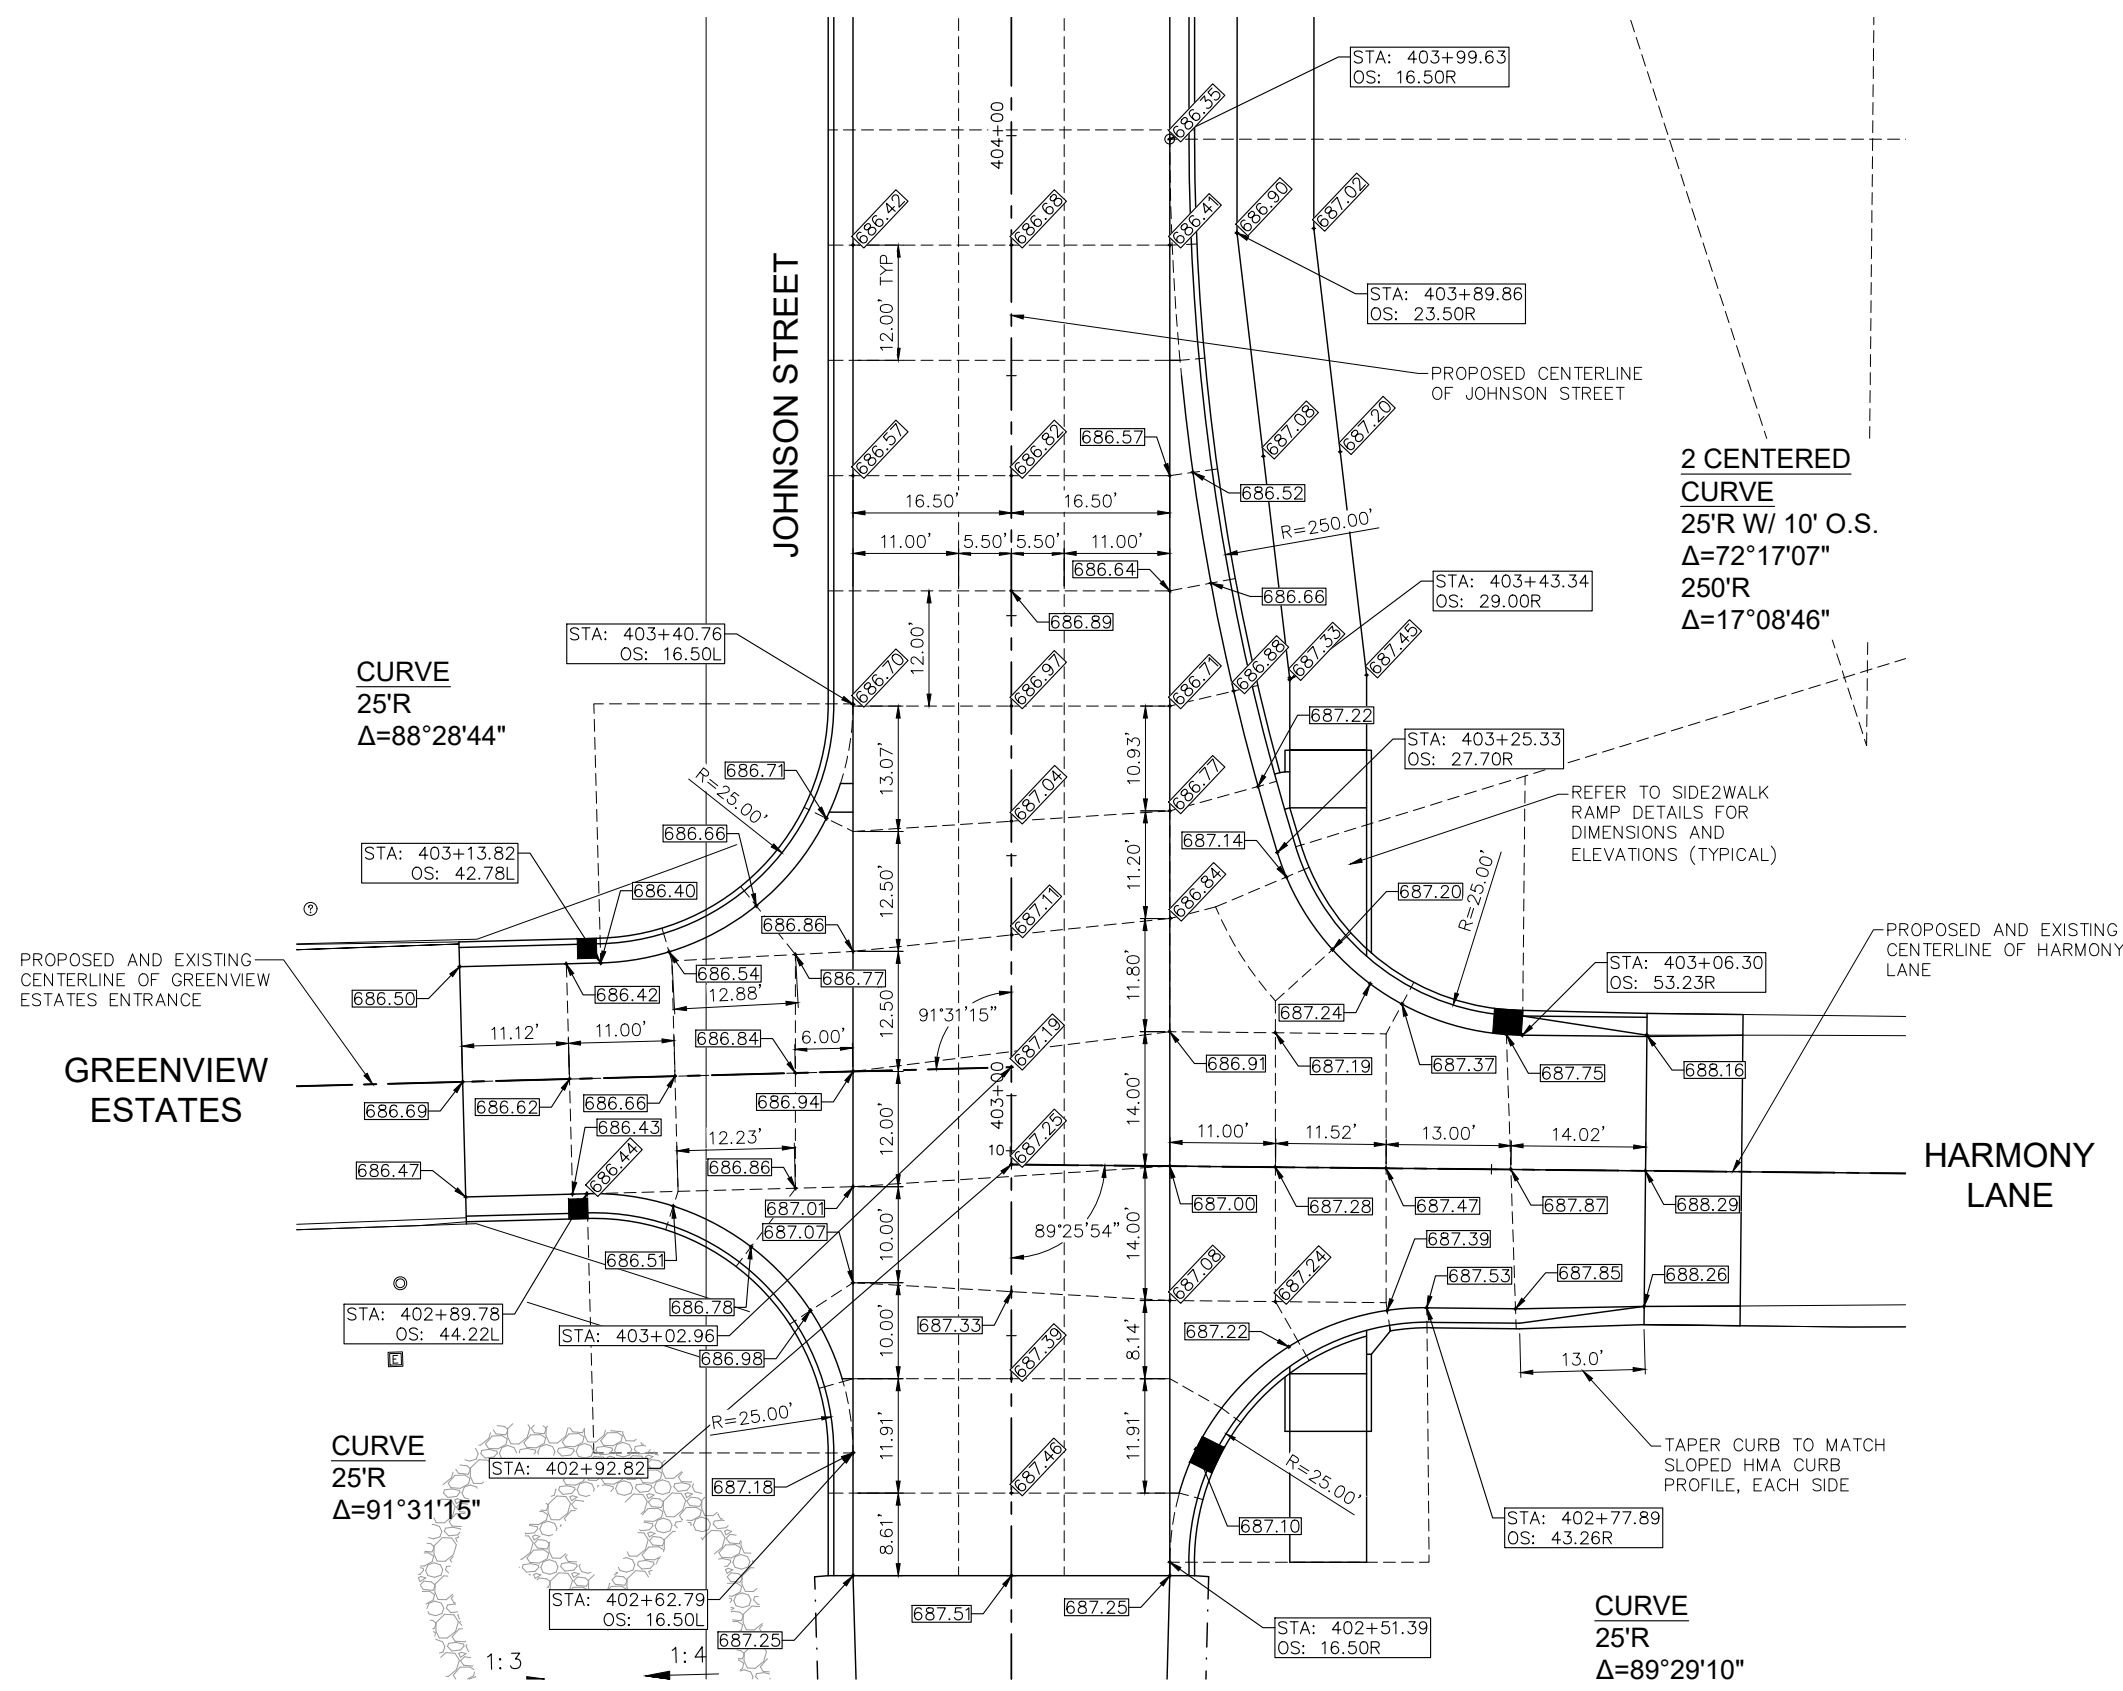 STA: 403+99.63
OS: 16.50R
686.35
404+00
686.42
686.68
686.41
686.90
687.02
12.00' TYP
STA: 403+89.86
OS: 23.50R
JOHNSON STREET
PROPOSED CENTERLINE
OF JOHNSON STREET
686.57
686.82
686.57
687.08
687.20
686.52
2 CENTERED
CURVE
25'R W/ 10' O.S.
Δ=72°17'07"
250'R
Δ=17°08'46"
16.50'
16.50'
R=250.00'
11.00'
5.50'
5.50'
11.00'
686.64
686.66
STA: 403+43.34
OS: 29.00R
686.89
12.00'
STA: 403+40.76
OS: 16.50L
CURVE
25'R
Δ=88°28'44"
686.70
686.97
686.71
686.88
687.33
687.45
687.22
STA: 403+25.33
OS: 27.70R
686.71
R=25.00'
13.07'
687.04
10.93'
686.77
REFER TO SIDE2WALK
RAMP DETAILS FOR
DIMENSIONS AND
ELEVATIONS (TYPICAL)
686.66
687.14
STA: 403+13.82
OS: 42.78L
686.40
12.50'
687.11
11.20'
686.84
687.20
R=25.00'
686.86
PROPOSED AND EXISTING
CENTERLINE OF GREENVIEW
ESTATES ENTRANCE
PROPOSED AND EXISTING
CENTERLINE OF HARMONY
LANE
686.50
686.42
686.54
12.88'
686.77
12.50'
91°31'15"
11.80'
STA: 403+06.30
OS: 53.23R
687.24
11.12'
11.00'
686.84
6.00'
687.19
403+00
686.91
687.19
687.37
687.75
688.16
GREENVIEW
ESTATES
686.69
686.62
686.66
686.94
686.43
12.23'
12.00'
10
687.25
14.00'
11.00'
11.52'
13.00'
14.02'
HARMONY
LANE
686.47
686.44
686.86
687.01
687.07
10.00'
89°25'54"
14.00'
687.00
687.28
687.47
687.87
688.29
686.51
687.39
687.08
687.24
687.53
687.85
688.26
STA: 402+89.78
OS: 44.22L
686.78
STA: 403+02.96
686.98
10.00'
687.33
687.39
8.14'
687.22
13.0'
E
R=25.00'
11.91'
687.46
11.91'
R=25.00'
TAPER CURB TO MATCH
SLOPED HMA CURB
PROFILE, EACH SIDE
CURVE
25'R
Δ=91°31'15"
STA: 402+92.82
687.18
687.10
STA: 402+77.89
OS: 43.26R
8.61'
STA: 402+62.79
OS: 16.50L
687.25
687.51
687.25
STA: 402+51.39
OS: 16.50R
CURVE
25'R
Δ=89°29'10"
1:3
1:4